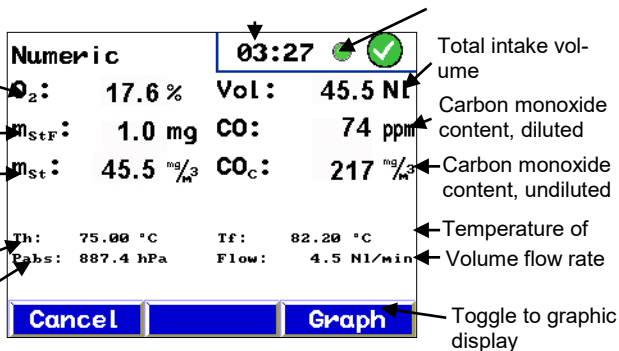 Numeric 03:27
O2: 17.6 % Vol: 45.5 Nl
mStF: 1.0 mg CO: 74 ppm
mSt: 45.5 mg/m3 COc: 217 mg/m3
Th: 75.00 °C Tf: 82.20 °C
Pabs: 887.4 hPa Flow: 4.5 Nl/min
Cancel Graph
Total intake vol-
ume
Carbon monoxide
content, diluted
Carbon monoxide
content, undiluted
Temperature of
Volume flow rate
Toggle to graphic
display